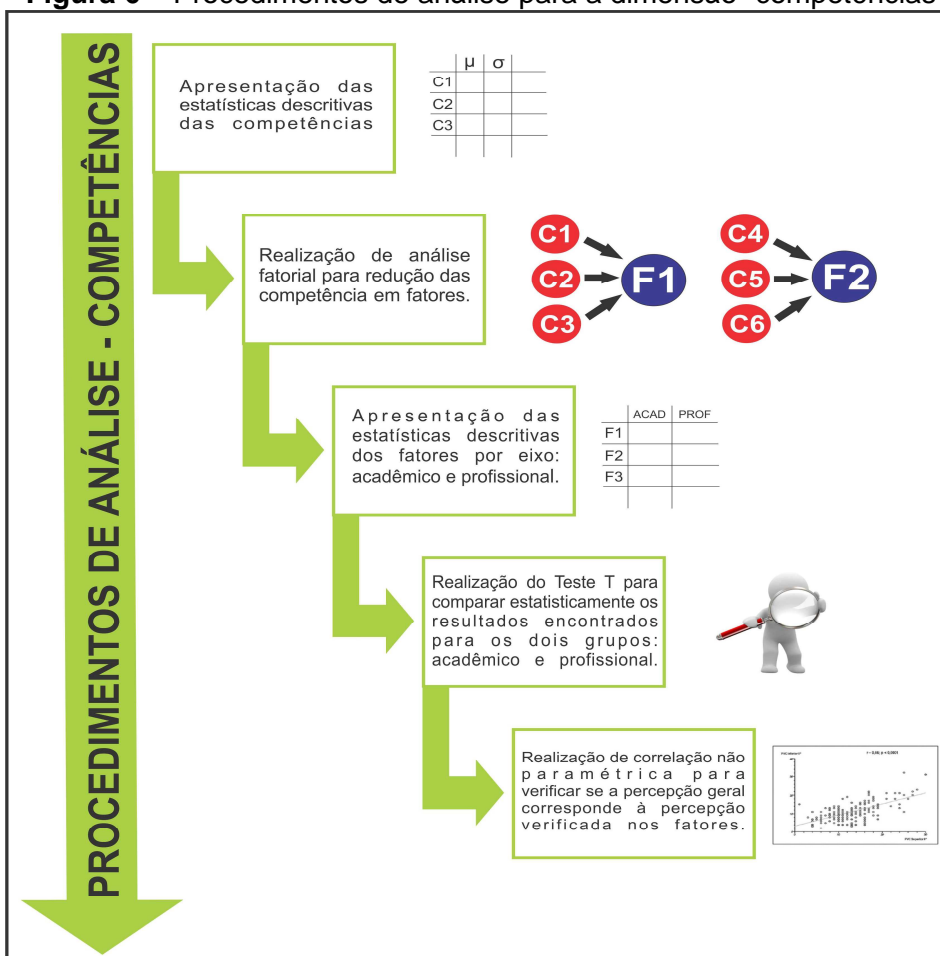 Procedimentos de análise para a dimensão "competências"
PROCEDIMENTOS DE ANÁLISE - COMPETÊNCIAS
Apresentação das
estatísticas descritivas
das competências
μ σ
C1
C2
C3
Realização de análise
fatorial para redução das
competência em fatores.
C1
C2
C3
F1
C4
C5
C6
F2
Apresentação das
estatísticas descritivas
dos fatores por eixo:
acadêmico e profissional.
ACAD PROF
F1
F2
F3
Realização do Teste T para
comparar estatisticamente os
resultados encontrados
para os dois grupos:
acadêmico e profissional.
Realização de correlação não
paramétrica para
verificar se a percepção geral
corresponde à percepção
verificada nos fatores.